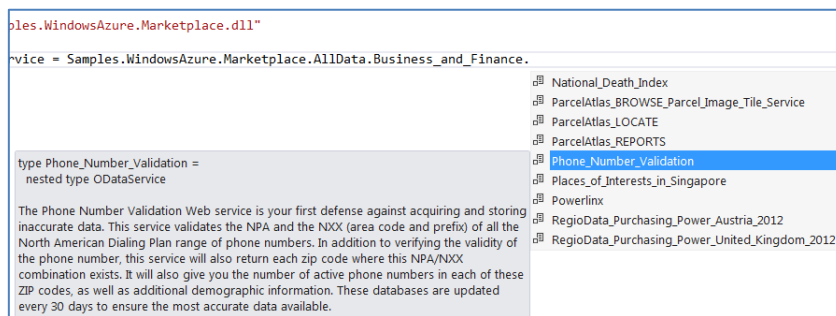 ples.WindowsAzure.Marketplace.dll"
rvice = Samples.WindowsAzure.Marketplace.AllData.Business_and_Finance.
National_Death_Index
ParcelAtlas_BROWSE_Parcel_Image_Tile_Service
ParcelAtlas_LOCATE
ParcelAtlas_REPORTS
Phone_Number_Validation
Places_of_Interests_in_Singapore
Powerlinx
RegioData_Purchasing_Power_Austria_2012
RegioData_Purchasing_Power_United_Kingdom_2012
type Phone_Number_Validation =
nested type ODataService
The Phone Number Validation Web service is your first defense against acquiring and storing
inaccurate data. This service validates the NPA and the NXX (area code and prefix) of all the
North American Dialing Plan range of phone numbers. In addition to verifying the validity of
the phone number, this service will also return each zip code where this NPA/NXX
combination exists. It will also give you the number of active phone numbers in each of these
ZIP codes, as well as additional demographic information. These databases are updated
every 30 days to ensure the most accurate data available.